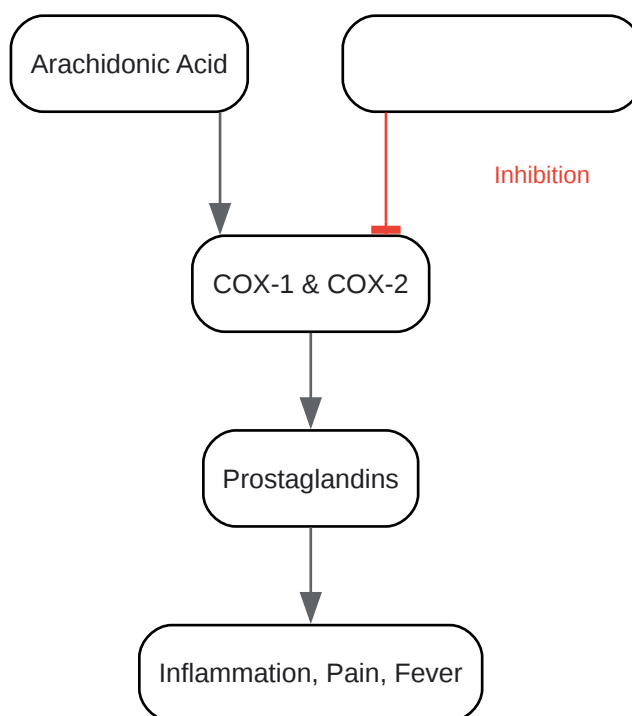 Arachidonic Acid
Inhibition
COX-1 & COX-2
Prostaglandins
Inflammation, Pain, Fever